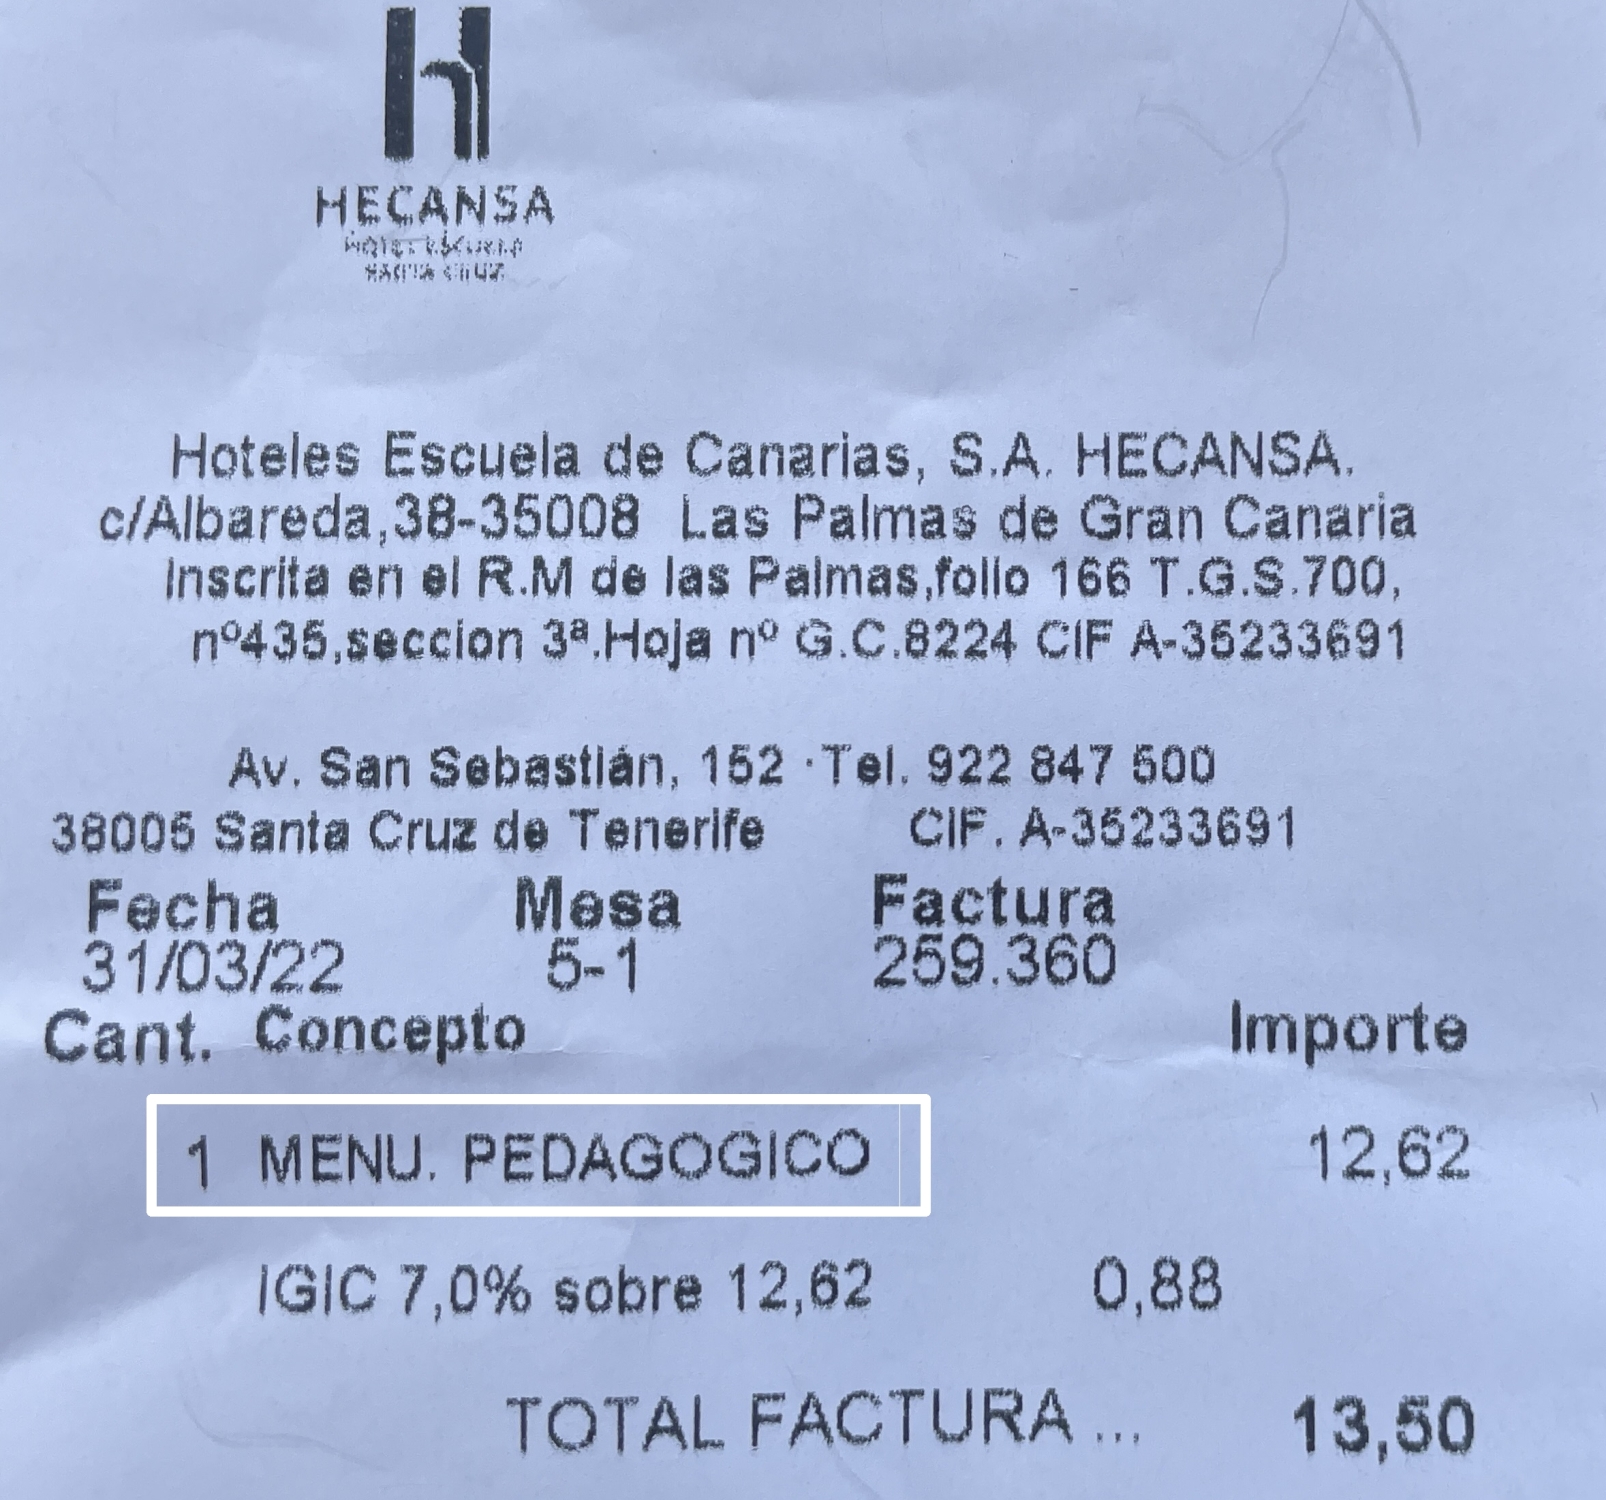 HECANSA
HOTEL ESCUELA
SANTA CRUZ
Hoteles Escuela de Canarias, S.A. HECANSA.
c/Albareda,38-35008 Las Palmas de Gran Canaria
Inscrita en el R.M de las Palmas,folio 166 T.G.S.700,
nº435,seccion 3ª.Hoja nº G.C.8224 CIF A-35233691
Av. San Sebastián, 152 ·Tel. 922 847 500
38005 Santa Cruz de Tenerife CIF. A-35233691
Fecha Mesa Factura
31/03/22 5-1 259.360
Cant. Concepto Importe
1 MENU. PEDAGOGICO 12,62
IGIC 7,0% sobre 12,62 0,88
TOTAL FACTURA ... 13,50